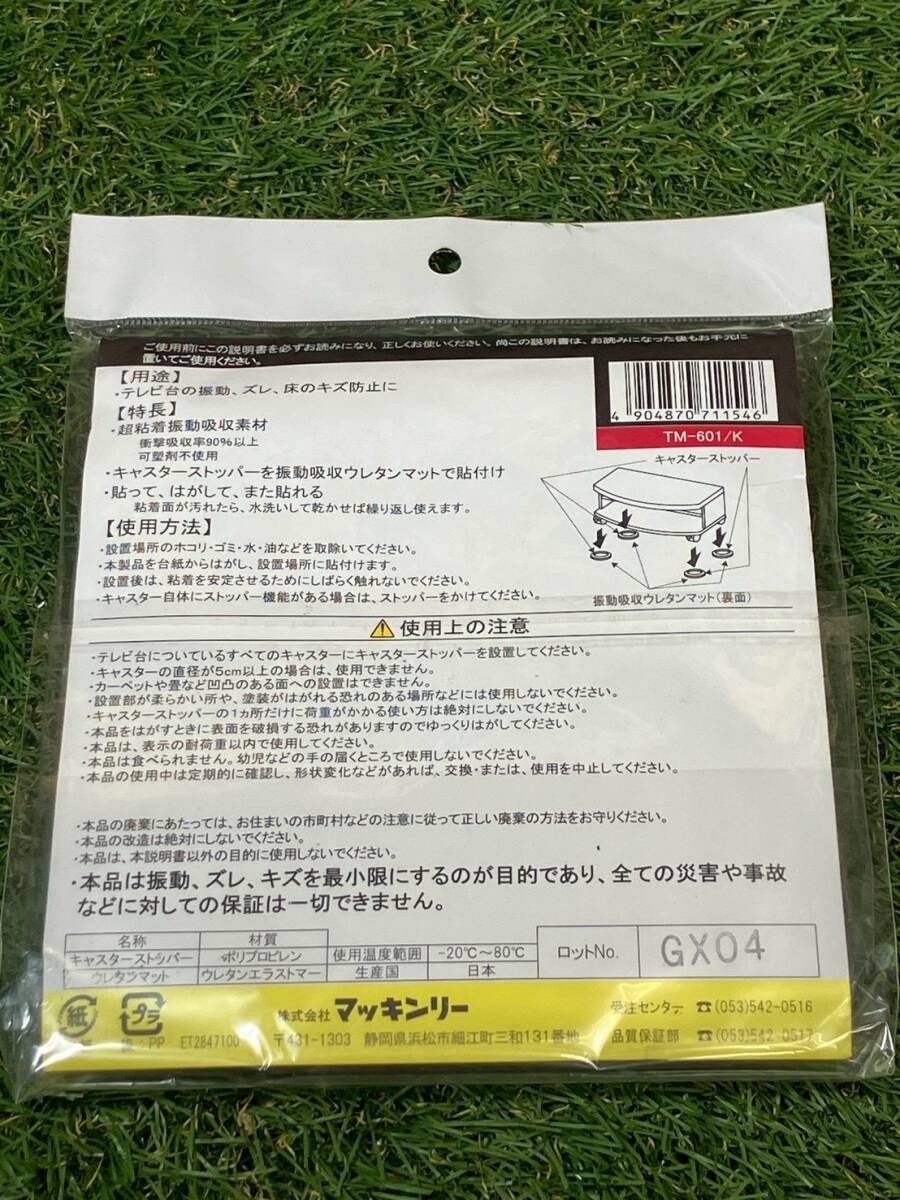 ご使用前にこの説明書を必ずお読みになり、正しくお使いください。尚この説明書は、お読みになった後もお手元に
置いてご使用ください。
【用途】
・テレビ台の振動、ズレ、床のキズ防止に
【特長】
・超粘着振動吸収素材
衝撃吸収率90%以上
可塑剤不使用
・キャスターストッパーを振動吸収ウレタンマットで貼付け
・貼って、はがして、また貼れる
粘着面が汚れたら、水洗いして乾かせば繰り返し使えます。
【使用方法】
・設置場所のホコリ・ゴミ・水・油などを取除いてください。
・本製品を台紙からはがし、設置場所に貼付けます。
・設置後は、粘着を安定させるためにしばらく触れないでください。
・キャスター自体にストッパー機能がある場合は、ストッパーをかけてください。
4 904870 711546
TM-601/K
キャスターストッパー
振動吸収ウレタンマット(裏面)
⚠使用上の注意
・テレビ台についているすべてのキャスターにキャスターストッパーを設置してください。
・キャスターの直径が5cm以上の場合は、使用できません。
・カーペットや畳など凹凸のある面への設置はできません。
・設置部が柔らかい所や、塗装がはがれる恐れのある場所などには使用しないでください。
・キャスターストッパーの1ヵ所だけに荷重がかかる使い方は絶対にしないでください。
・本品をはがすときに表面を破損する恐れがありますのでゆっくりはがしてください。
・本品は、表示の耐荷重以内で使用してください。
・本品は食べられません。幼児などの手の届くところで使用しないでください。
・本品の使用中は定期的に確認し、形状変化などがあれば、交換・または、使用を中止してください。
・本品の廃棄にあたっては、お住まいの市町村などの注意に従って正しい廃棄の方法をお守りください。
・本品の改造は絶対にしないでください。
・本品は、本説明書以外の目的に使用しないでください。
・本品は振動、ズレ、キズを最小限にするのが目的であり、全ての災害や事故
などに対しての保証は一切できません。
名称 材質
キャスターストッパー ポリプロピレン 使用温度範囲 -20℃～80℃
ウレタンマット ウレタンエラストマー 生産国 日本
ロットNo. GX04
紙 プラ
:PP ET2847100
株式会社 マッキンリー
〒431-1303 静岡県浜松市細江町三和131番地
受注センター ☎(053)542-0516
品質保証部 ☎(053)542-0517